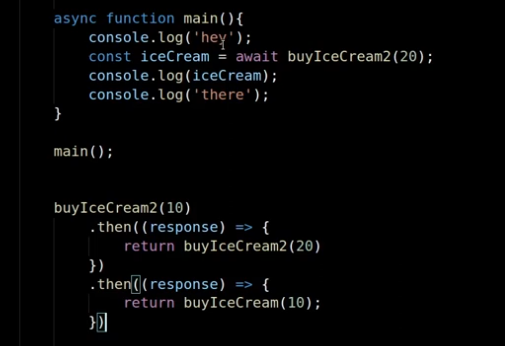 async function main(){
    console.log('hey');
    const iceCream = await buyIceCream2(20);
    console.log(iceCream);
    console.log('there');
}
main();
buyIceCream2(10)
    .then((response) => {
        return buyIceCream2(20)
    })
    .then((response) => {
        return buyIceCream(10);
    })